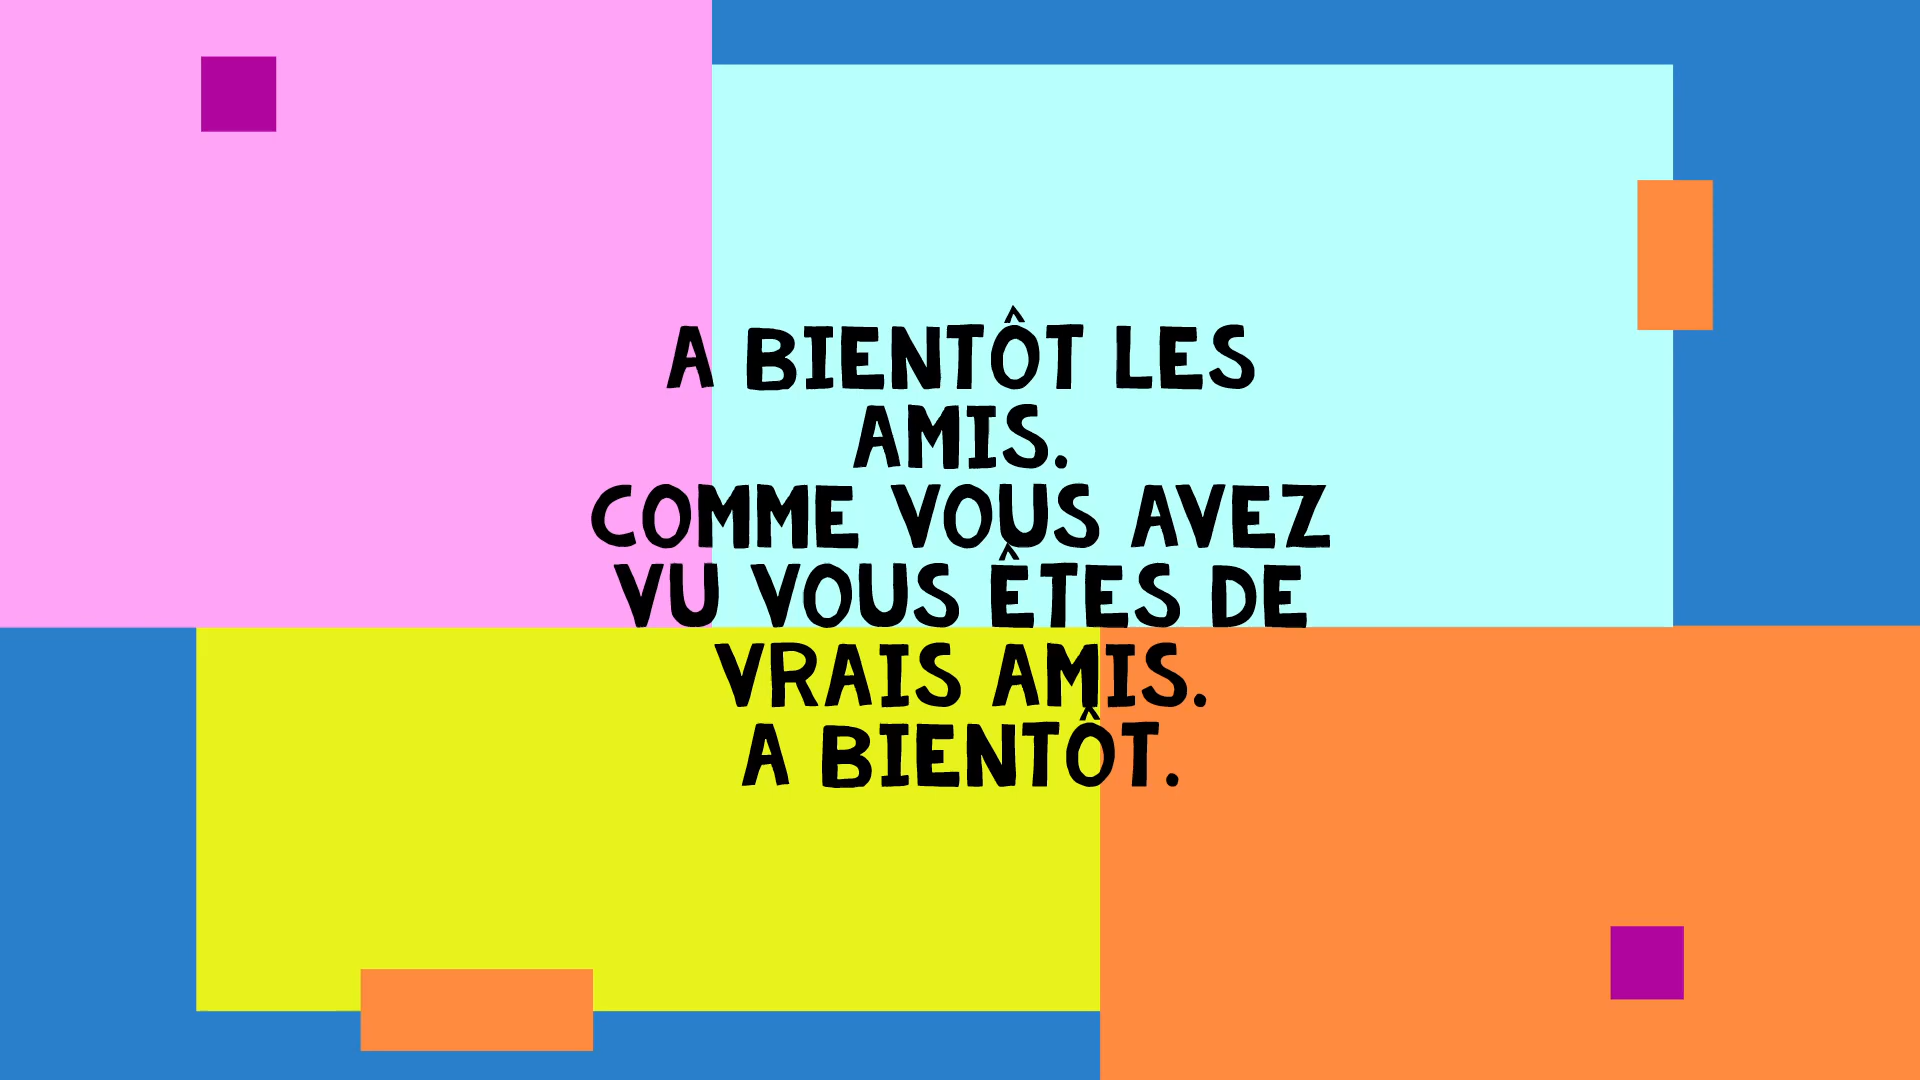 A BIENTÔT LES
AMIS.
COMME VOUS AVEZ
VU VOUS ÊTES DE
VRAIS AMIS.
A BIENTÔT.